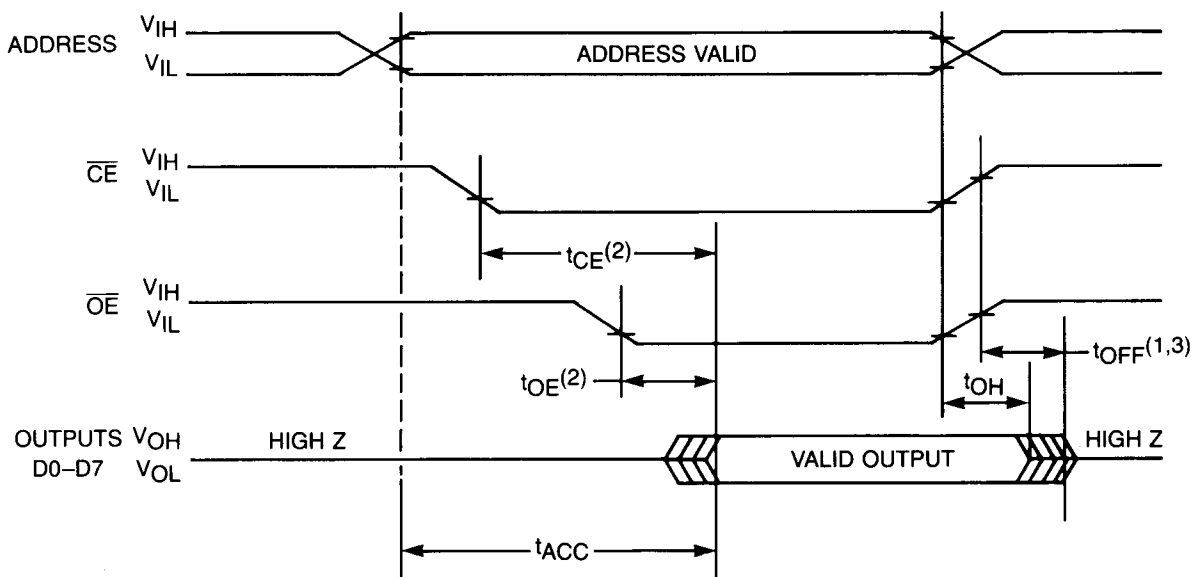 ADDRESS VIH
VIL
ADDRESS VALID
CE VIH
VIL
tCE(2)
OE VIH
VIL
tOE(2)
tOFF(1,3)
tOH
OUTPUTS VOH
D0–D7 VOL
HIGH Z
VALID OUTPUT
HIGH Z
tACC